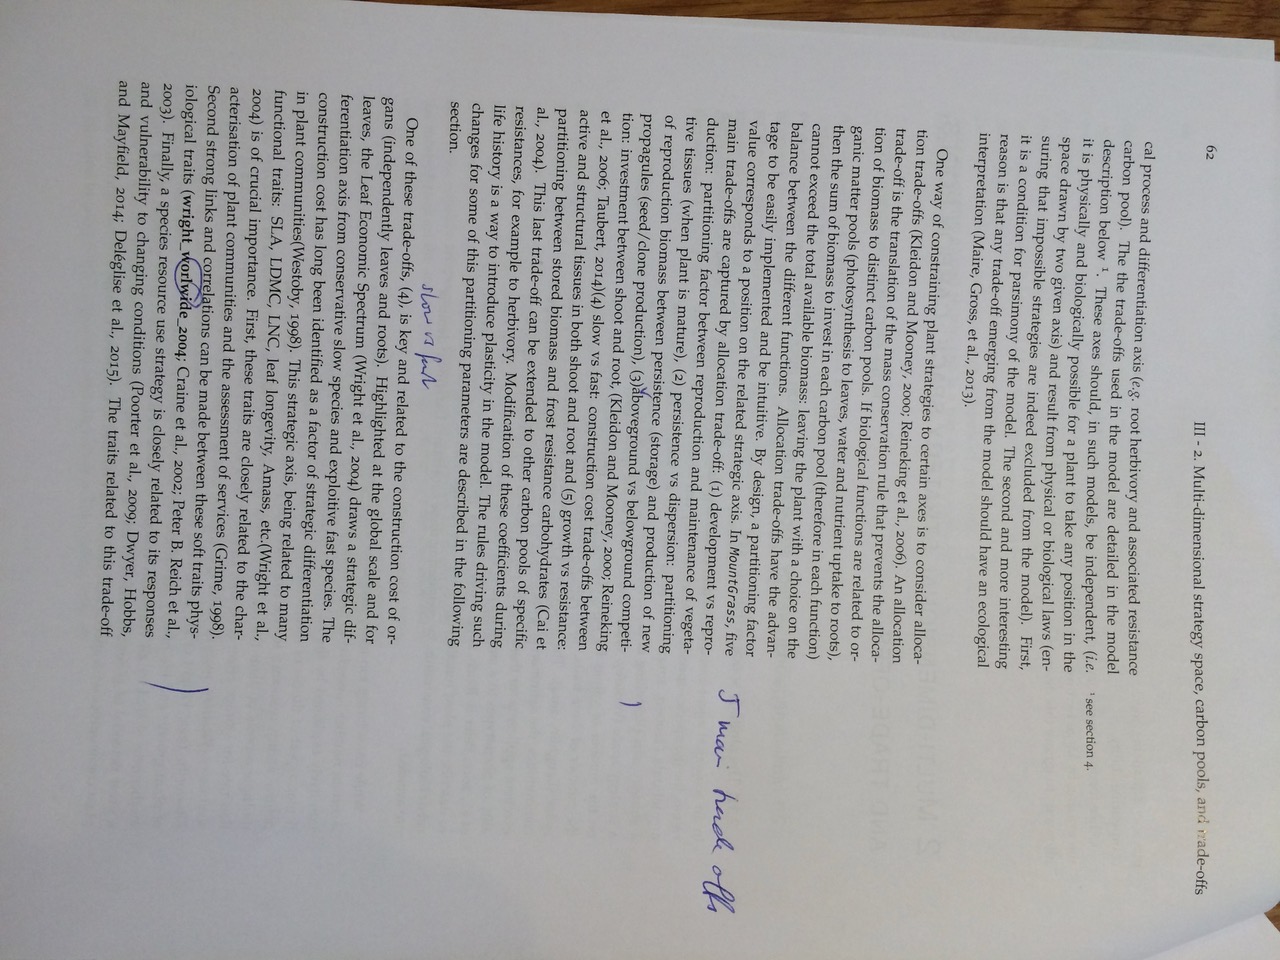 62
III - 2. Multi-dimensional strategy space, carbon pools, and trade-offs
cal process and differentiation axis (e.g. root herbivory and associated resistance
carbon pool). The the trade-offs used in the model are detailed in the model
description below ¹. These axes should, in such models, be independent, (i.e.
¹ see section 4.
it is physically and biologically possible for a plant to take any position in the
space drawn by two given axis) and result from physical or biological laws (en-
suring that impossible strategies are indeed excluded from the model). First,
it is a condition for parsimony of the model. The second and more interesting
reason is that any trade-off emerging from the model should have an ecological
interpretation (Maire, Gross, et al., 2013).
One way of constraining plant strategies to certain axes is to consider alloca-
tion trade-offs (Kleidon and Mooney, 2000; Reineking et al., 2006). An allocation
trade-off is the translation of the mass conservation rule that prevents the alloca-
tion of biomass to distinct carbon pools. If biological functions are related to or-
ganic matter pools (photosynthesis to leaves, water and nutrient uptake to roots),
then the sum of biomass to invest in each carbon pool (therefore in each function)
cannot exceed the total available biomass: leaving the plant with a choice on the
balance between the different functions. Allocation trade-offs have the advan-
tage to be easily implemented and be intuitive. By design, a partitioning factor
value corresponds to a position on the related strategic axis. In MountGrass, five
5 main trade offs
main trade-offs are captured by allocation trade-off: (1) development vs repro-
duction: partitioning factor between reproduction and maintenance of vegeta-
tive tissues (when plant is mature), (2) persistence vs dispersion: partitioning
of reproduction biomass between persistence (storage) and production of new
propagules (seed/clone production), (3)aboveground vs belowground competi-
tion: investment between shoot and root, (Kleidon and Mooney, 2000; Reineking
et al., 2006; Taubert, 2014)(4) slow vs fast: construction cost trade-offs between
active and structural tissues in both shoot and root and (5) growth vs resistance:
partitioning between stored biomass and frost resistance carbohydrates (Cai et
al., 2004). This last trade-off can be extended to other carbon pools of specific
resistances, for example to herbivory. Modification of these coefficients during
life history is a way to introduce plasticity in the model. The rules driving such
changes for some of this partitioning parameters are described in the following
section.
slow vs fast
One of these trade-offs, (4), is key and related to the construction cost of or-
gans (independently leaves and roots). Highlighted at the global scale and for
leaves, the Leaf Economic Spectrum (Wright et al., 2004) draws a strategic dif-
ferentiation axis from conservative slow species and exploitive fast species. The
construction cost has long been identified as a factor of strategic differentiation
in plant communities(Westoby, 1998). This strategic axis, being related to many
functional traits: SLA, LDMC, LNC, leaf longevity, Amass, etc.(Wright et al.,
2004) is of crucial importance. First, these traits are closely related to the char-
acterisation of plant communities and the assessment of services (Grime, 1998).
Second strong links and correlations can be made between these soft traits phys-
iological traits (wright_worlwide_2004; Craine et al., 2002; Peter B. Reich et al.,
2003). Finally, a species resource use strategy is closely related to its responses
and vulnerability to changing conditions (Poorter et al., 2009; Dwyer, Hobbs,
and Mayfield, 2014; Deléglise et al., 2015). The traits related to this trade-off